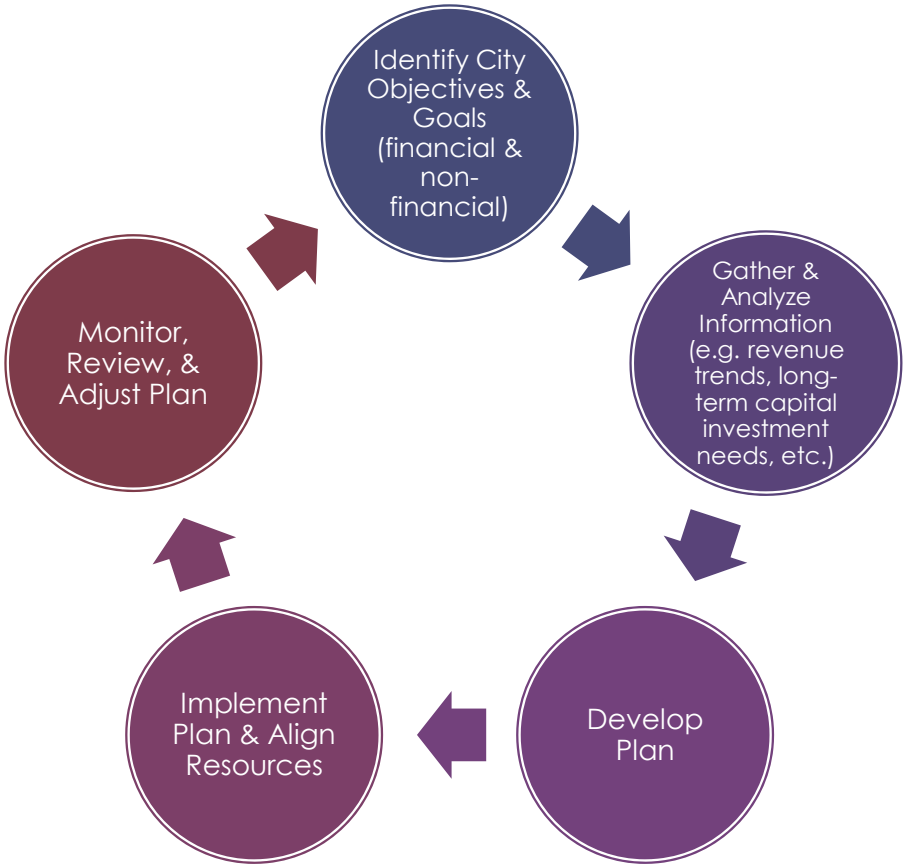 Identify City
Objectives &
Goals
(financial &
non-
financial)
Gather &
Analyze
Information
(e.g. revenue
trends, long-
term capital
investment
needs, etc.)
Develop
Plan
Implement
Plan & Align
Resources
Monitor,
Review, &
Adjust Plan